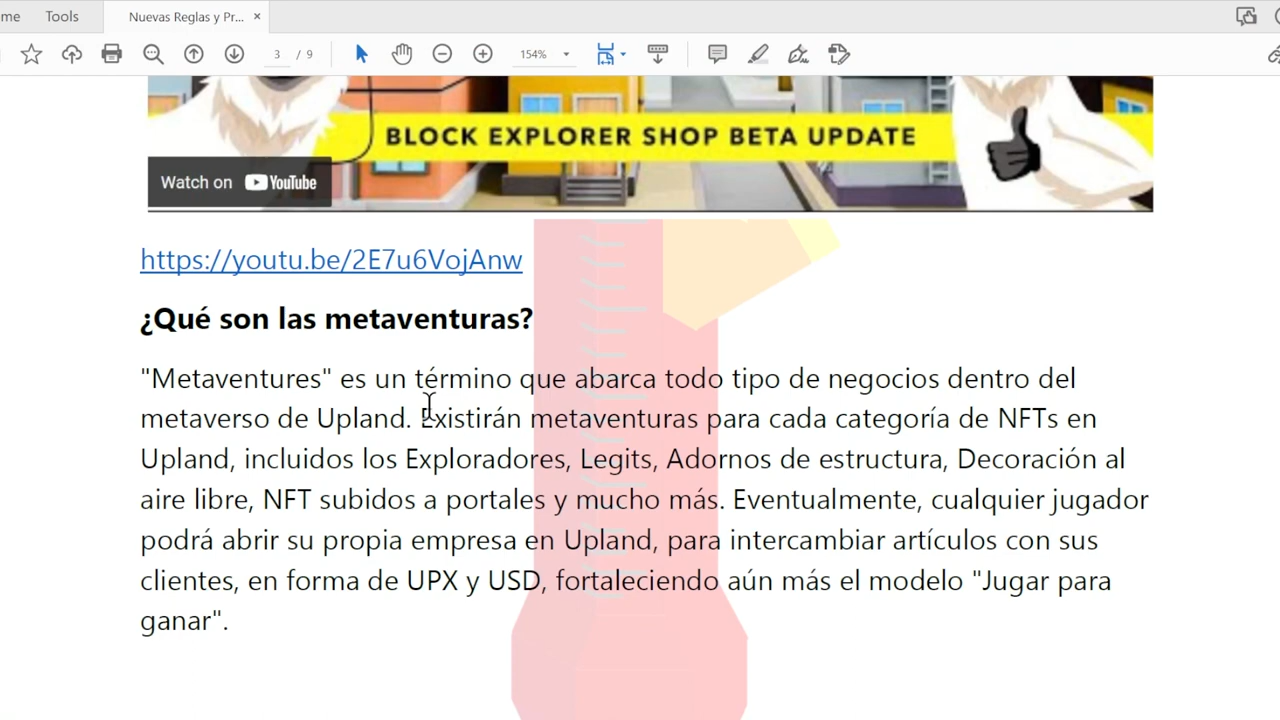 ome Tools Nuevas Reglas y Pr... ×
3 / 9 154%
BLOCK EXPLORER SHOP BETA UPDATE
Watch on YouTube
https://youtu.be/2E7u6VojAnw
¿Qué son las metaventuras?
"Metaventures" es un término que abarca todo tipo de negocios dentro del
metaverso de Upland. Existirán metaventuras para cada categoría de NFTs en
Upland, incluidos los Exploradores, Legits, Adornos de estructura, Decoración al
aire libre, NFT subidos a portales y mucho más. Eventualmente, cualquier jugador
podrá abrir su propia empresa en Upland, para intercambiar artículos con sus
clientes, en forma de UPX y USD, fortaleciendo aún más el modelo "Jugar para
ganar".